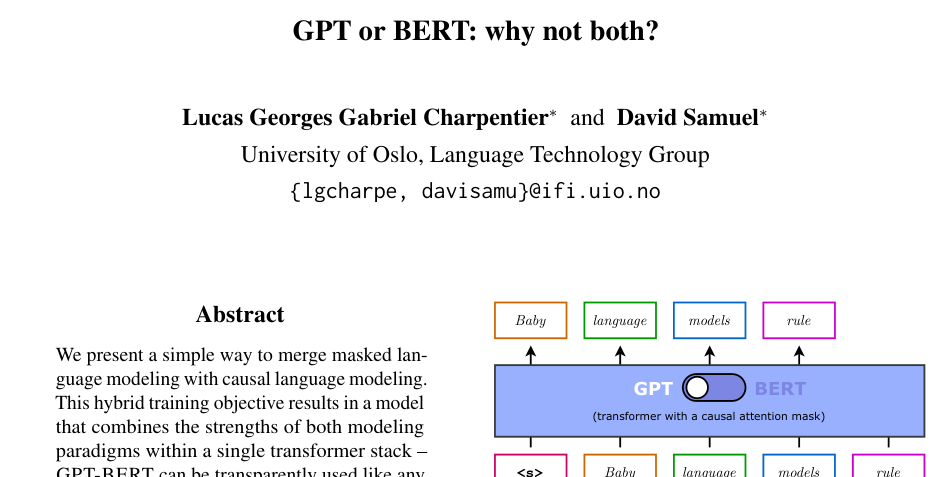 GPT or BERT: why not both?
Lucas Georges Gabriel Charpentier* and David Samuel*
University of Oslo, Language Technology Group
{lgcharpe, davisamu}@ifi.uio.no
Abstract
We present a simple way to merge masked lan-
guage modeling with causal language modeling.
This hybrid training objective results in a model
that combines the strengths of both modeling
paradigms within a single transformer stack –
GPT-BERT can be transparently used like any
Baby language models rule
GPT BERT
(transformer with a causal attention mask)
<s> Baby language models rule